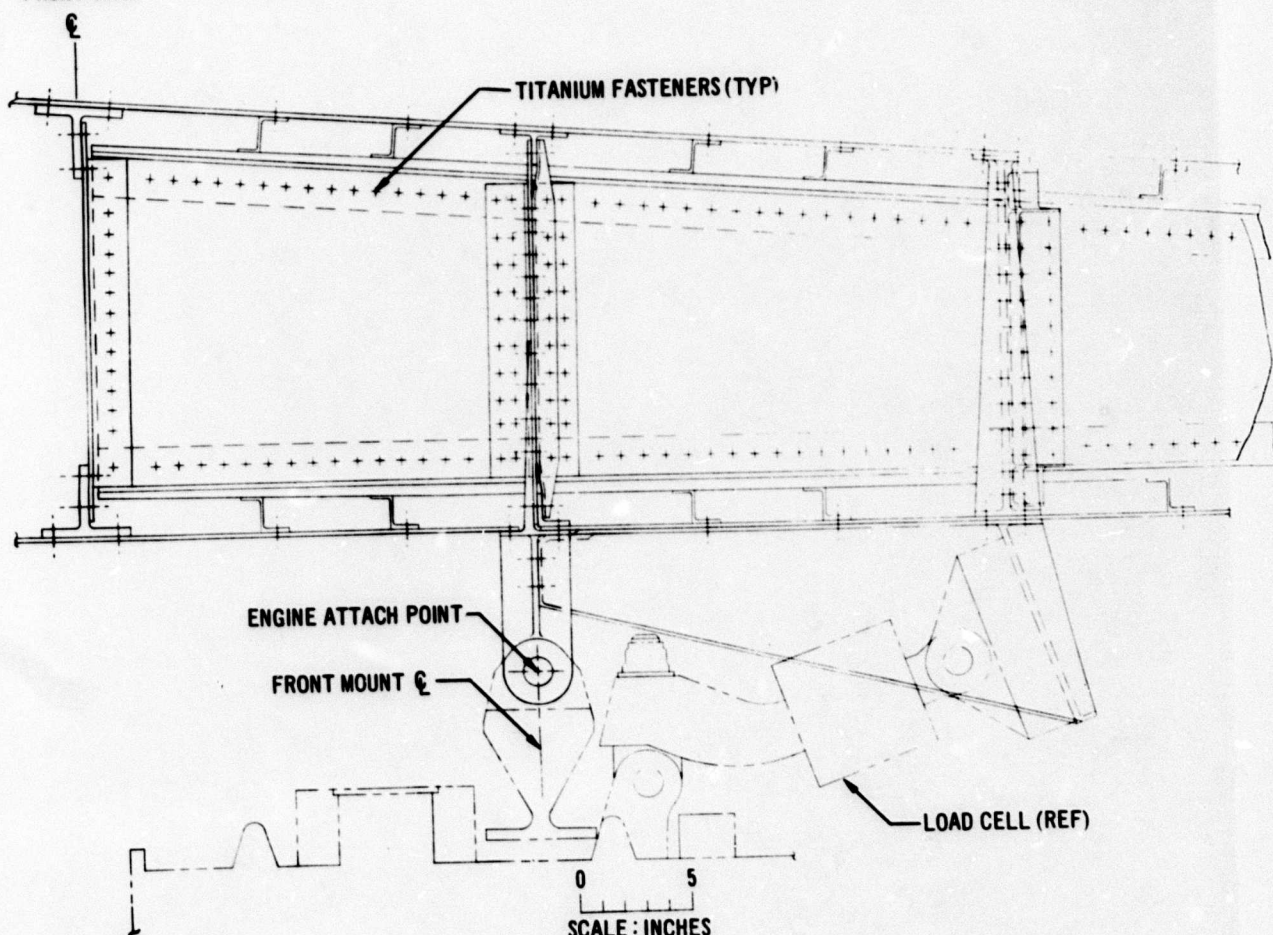 ℄
TITANIUM FASTENERS (TYP)
ENGINE ATTACH POINT
FRONT MOUNT ℄
LOAD CELL (REF)
0 5
SCALE : INCHES